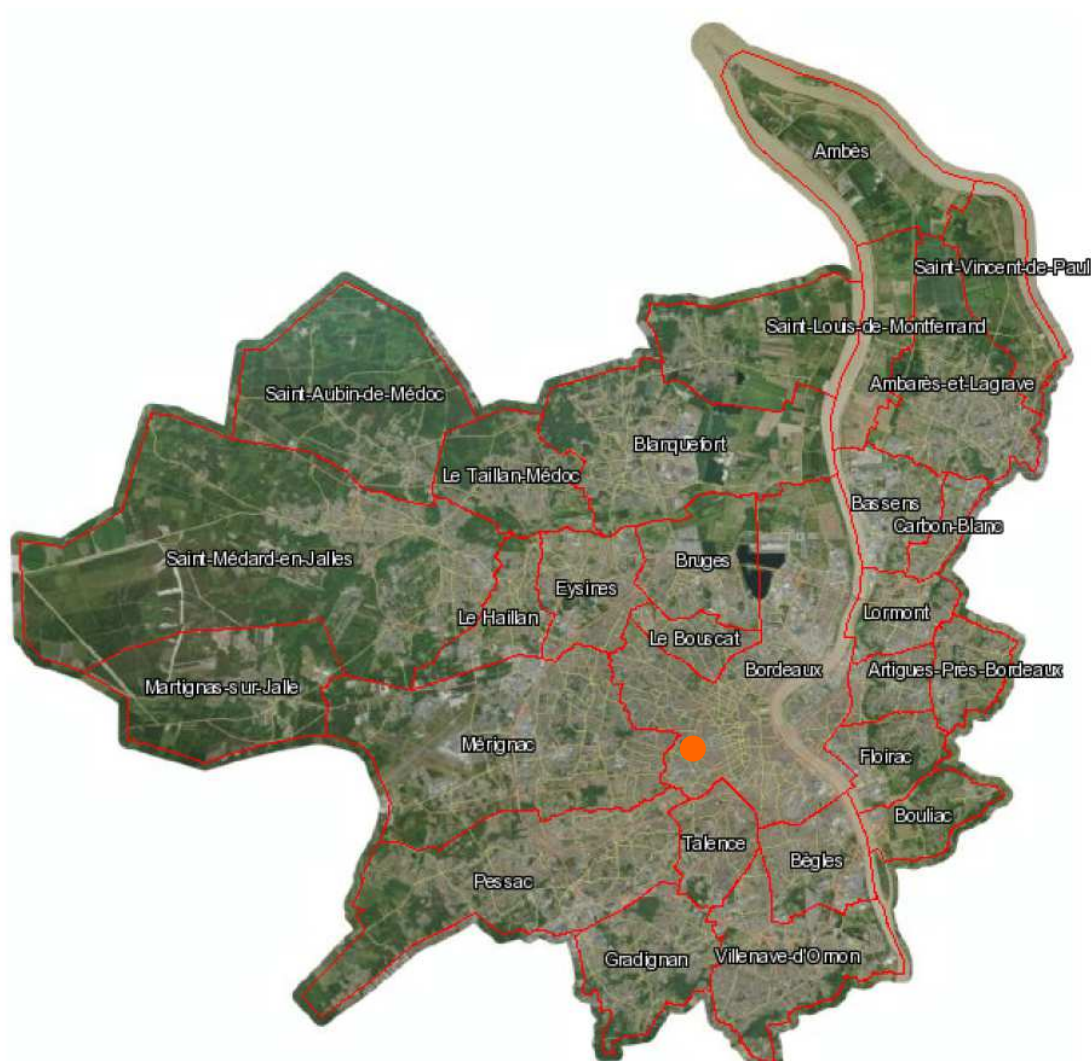 Ambès
Saint-Vincent-de-Paul
Saint-Louis-de-Montferrand
Ambarès-et-Lagrave
Saint-Aubin-de-Médoc
Blanquefort
Le Taillan-Médoc
Bassens
Carbon-Blanc
Saint-Médard-en-Jalles
Bruges
Eysines
Le Haillan
Lormont
Le Bouscat
Bordeaux
Artigues-Près-Bordeaux
Martignas-sur-Jalle
Mérignac
Floirac
Bouliac
Talence
Bègles
Pessac
Gradignan
Villenave-d'Ornon